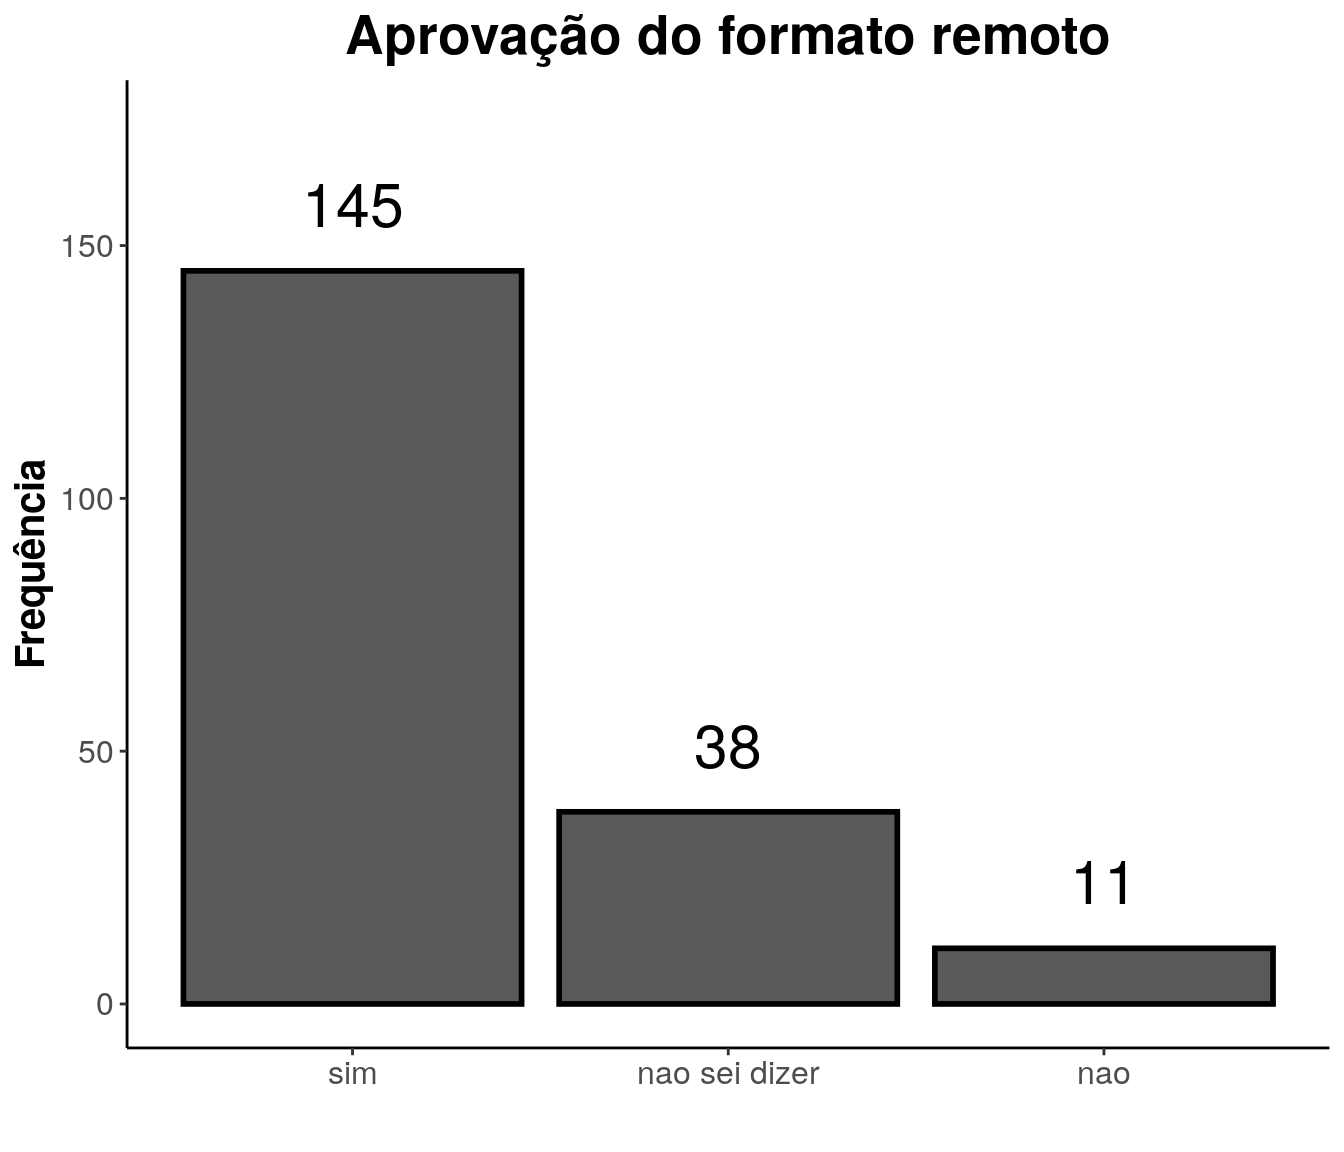 Aprovação do formato remoto
Frequência
150
100
50
0
145
38
11
sim
nao sei dizer
nao